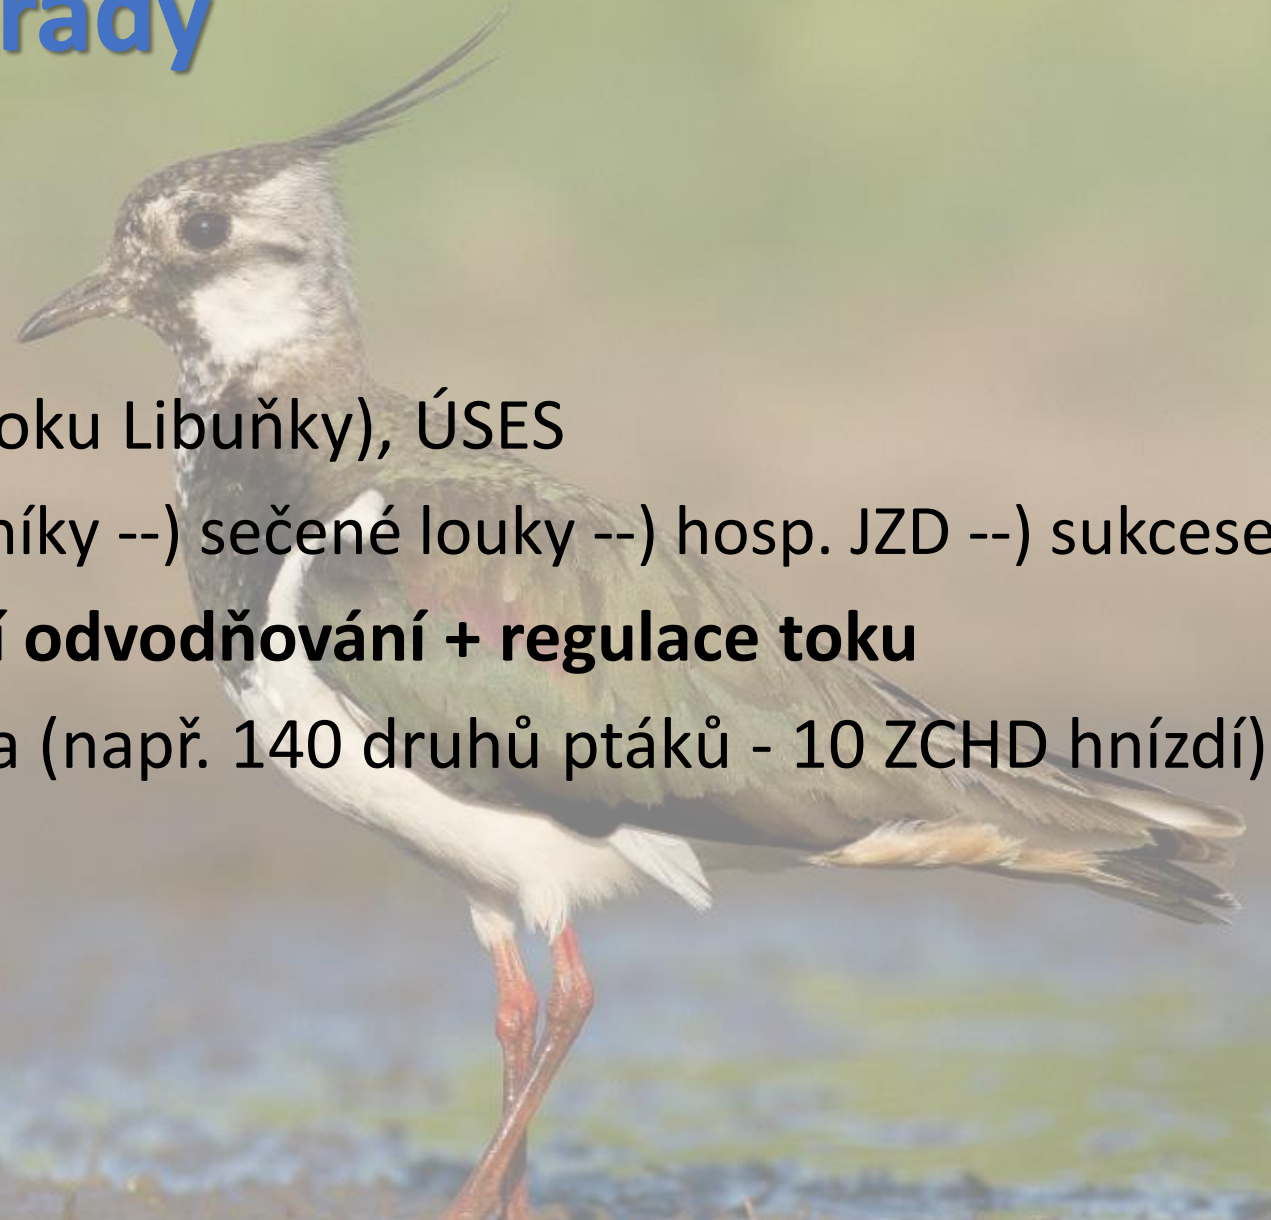 rady
oku Libuňky), ÚSES
níky --) sečené louky --) hosp. JZD --) sukcese
í odvodňování + regulace toku
a (např. 140 druhů ptáků - 10 ZCHD hnízdí)